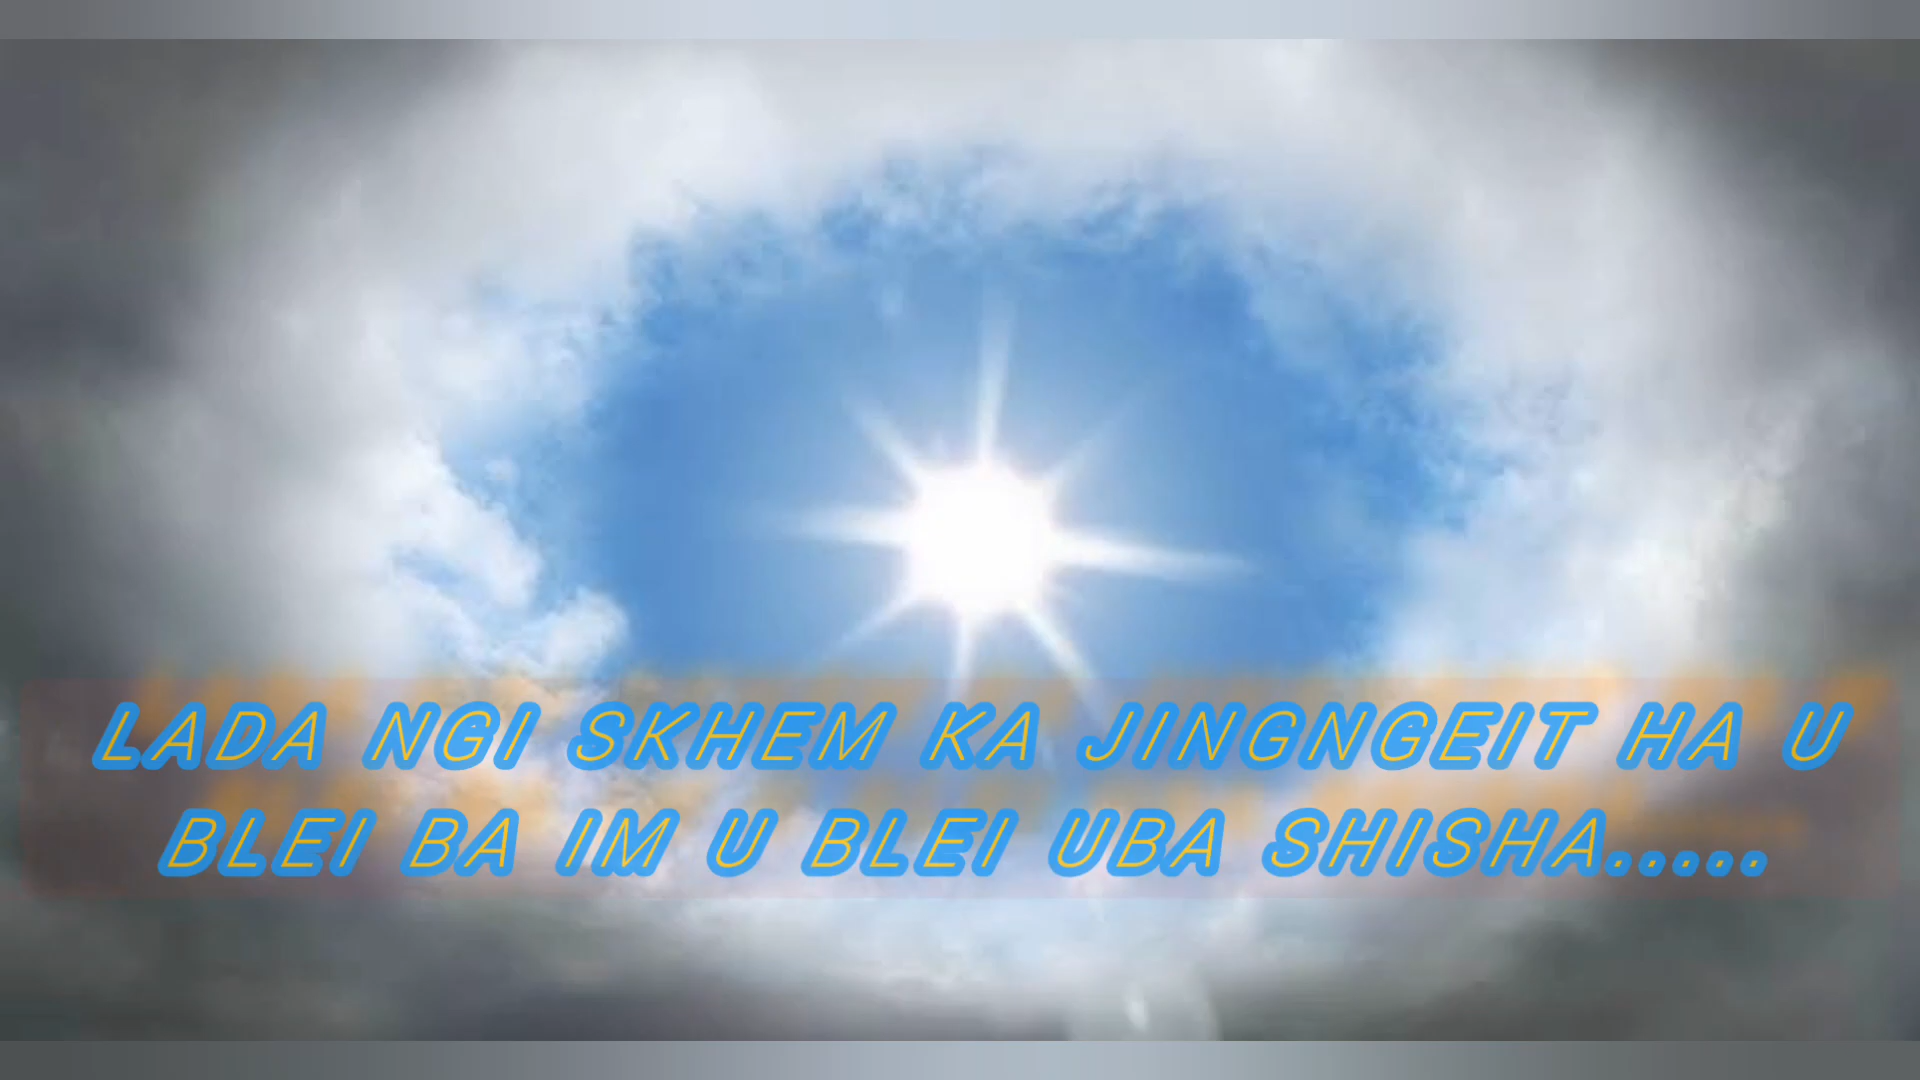 LADA NGI SKHEM KA JINGNGEIT HA U
BLEI BA IM U BLEI UBA SHISHA.....